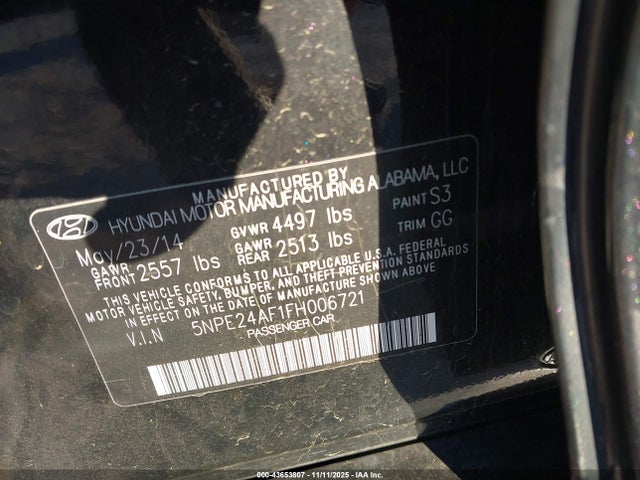 MANUFACTURED BY
HYUNDAI MOTOR MANUFACTURING ALABAMA, LLC
May/23/14 GVWR 4497 lbs PAINT S3
GAWR FRONT 2557 lbs GAWR REAR 2513 lbs TRIM GG
THIS VEHICLE CONFORMS TO ALL APPLICABLE U.S.A. FEDERAL
MOTOR VEHICLE SAFETY, BUMPER, AND THEFT PREVENTION STANDARDS
IN EFFECT ON THE DATE OF MANUFACTURE SHOWN ABOVE.
V.I.N 5NPE24AF1FH006721
PASSENGER CAR
000-43653807 - 11/11/2025 - IAA Inc.